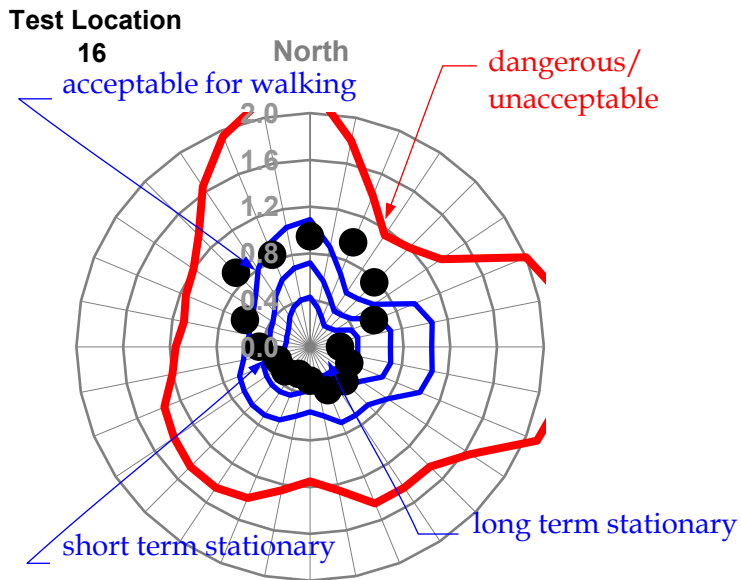 Test Location
16
North
acceptable for walking
dangerous/
unacceptable
2.0
1.6
1.2
0.8
0.4
0.0
long term stationary
short term stationary